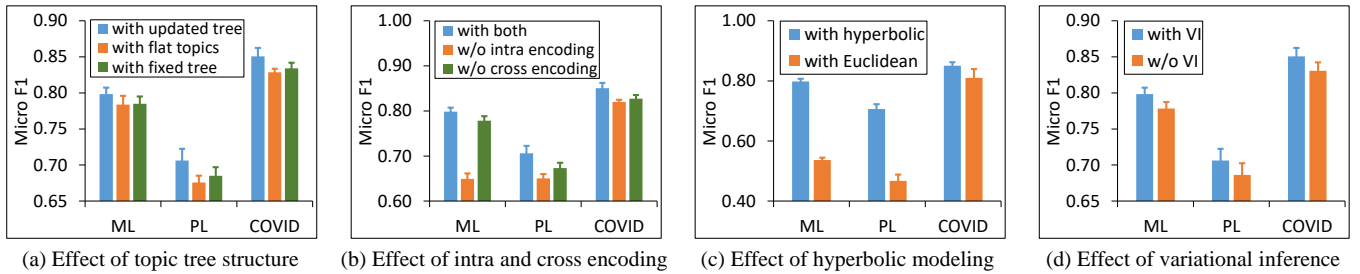 0.90
0.85
0.80
0.75
0.70
0.65
Micro F1
with updated tree
with flat topics
with fixed tree
ML PL COVID
(a) Effect of topic tree structure
1.00
0.90
0.80
0.70
0.60
Micro F1
with both
w/o intra encoding
w/o cross encoding
ML PL COVID
(b) Effect of intra and cross encoding
1.00
0.80
0.60
0.40
Micro F1
with hyperbolic
with Euclidean
ML PL COVID
(c) Effect of hyperbolic modeling
0.90
0.85
0.80
0.75
0.70
0.65
Micro F1
with VI
w/o VI
ML PL COVID
(d) Effect of variational inference